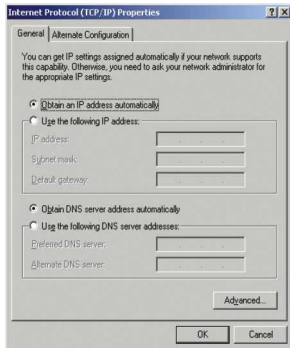 Internet Protocol (TCP/IP) Properties
General
Alternate Configuration
You can get IP settings assigned automatically if your network supports
this capability. Otherwise, you need to ask your network administrator for
the appropriate IP settings.
Obtain an IP address automatically
Use the following IP address:
IP address:
Subnet mask:
Default gateway:
Obtain DNS server address automatically
Use the following DNS server addresses:
Preferred DNS server:
Alternate DNS server:
Advanced...
OK
Cancel